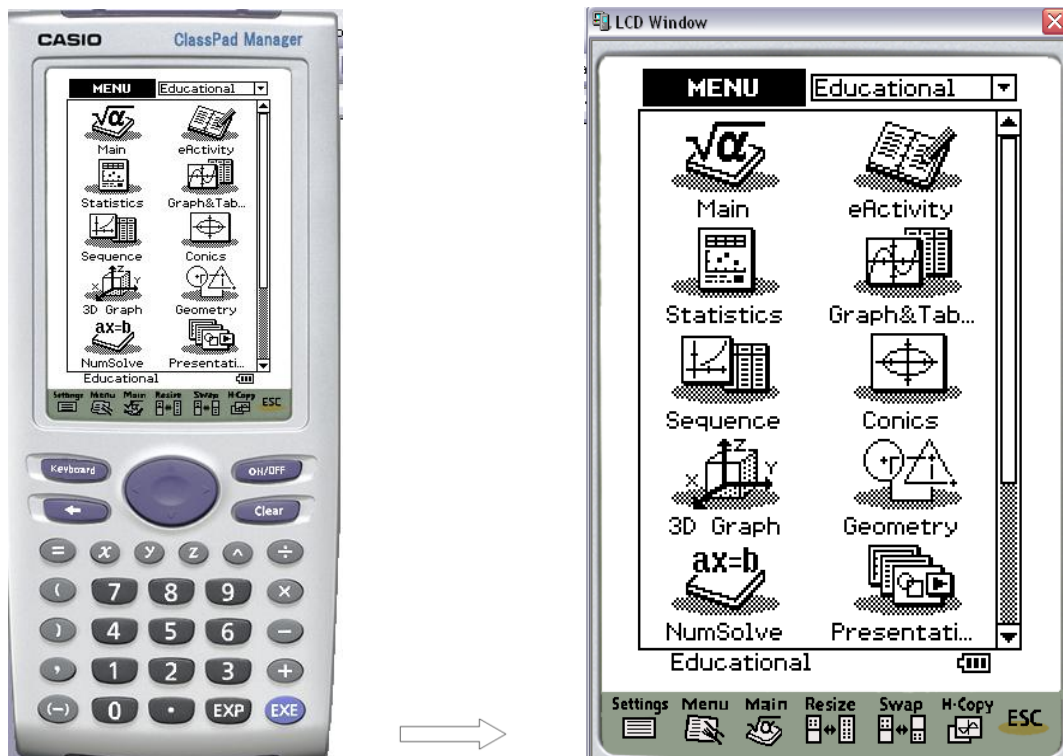 CASIO ClassPad Manager
MENU Educational
Main eActivity
Statistics Graph&Tab...
Sequence Conics
3D Graph Geometry
ax=b
NumSolve Presentati...
Educational
Settings Menu Main Resize Swap H-Copy ESC
Keyboard ON/OFF
Clear
= x y z ^ ÷
( 7 8 9 ×
) 4 5 6 −
, 1 2 3 +
(−) 0 . EXP EXE
LCD Window
MENU Educational
√α
Main eActivity
Statistics Graph&Tab...
Sequence Conics
Z
X Y
3D Graph Geometry
ax=b
NumSolve Presentati...
Educational
Settings Menu Main Resize Swap H-Copy ESC